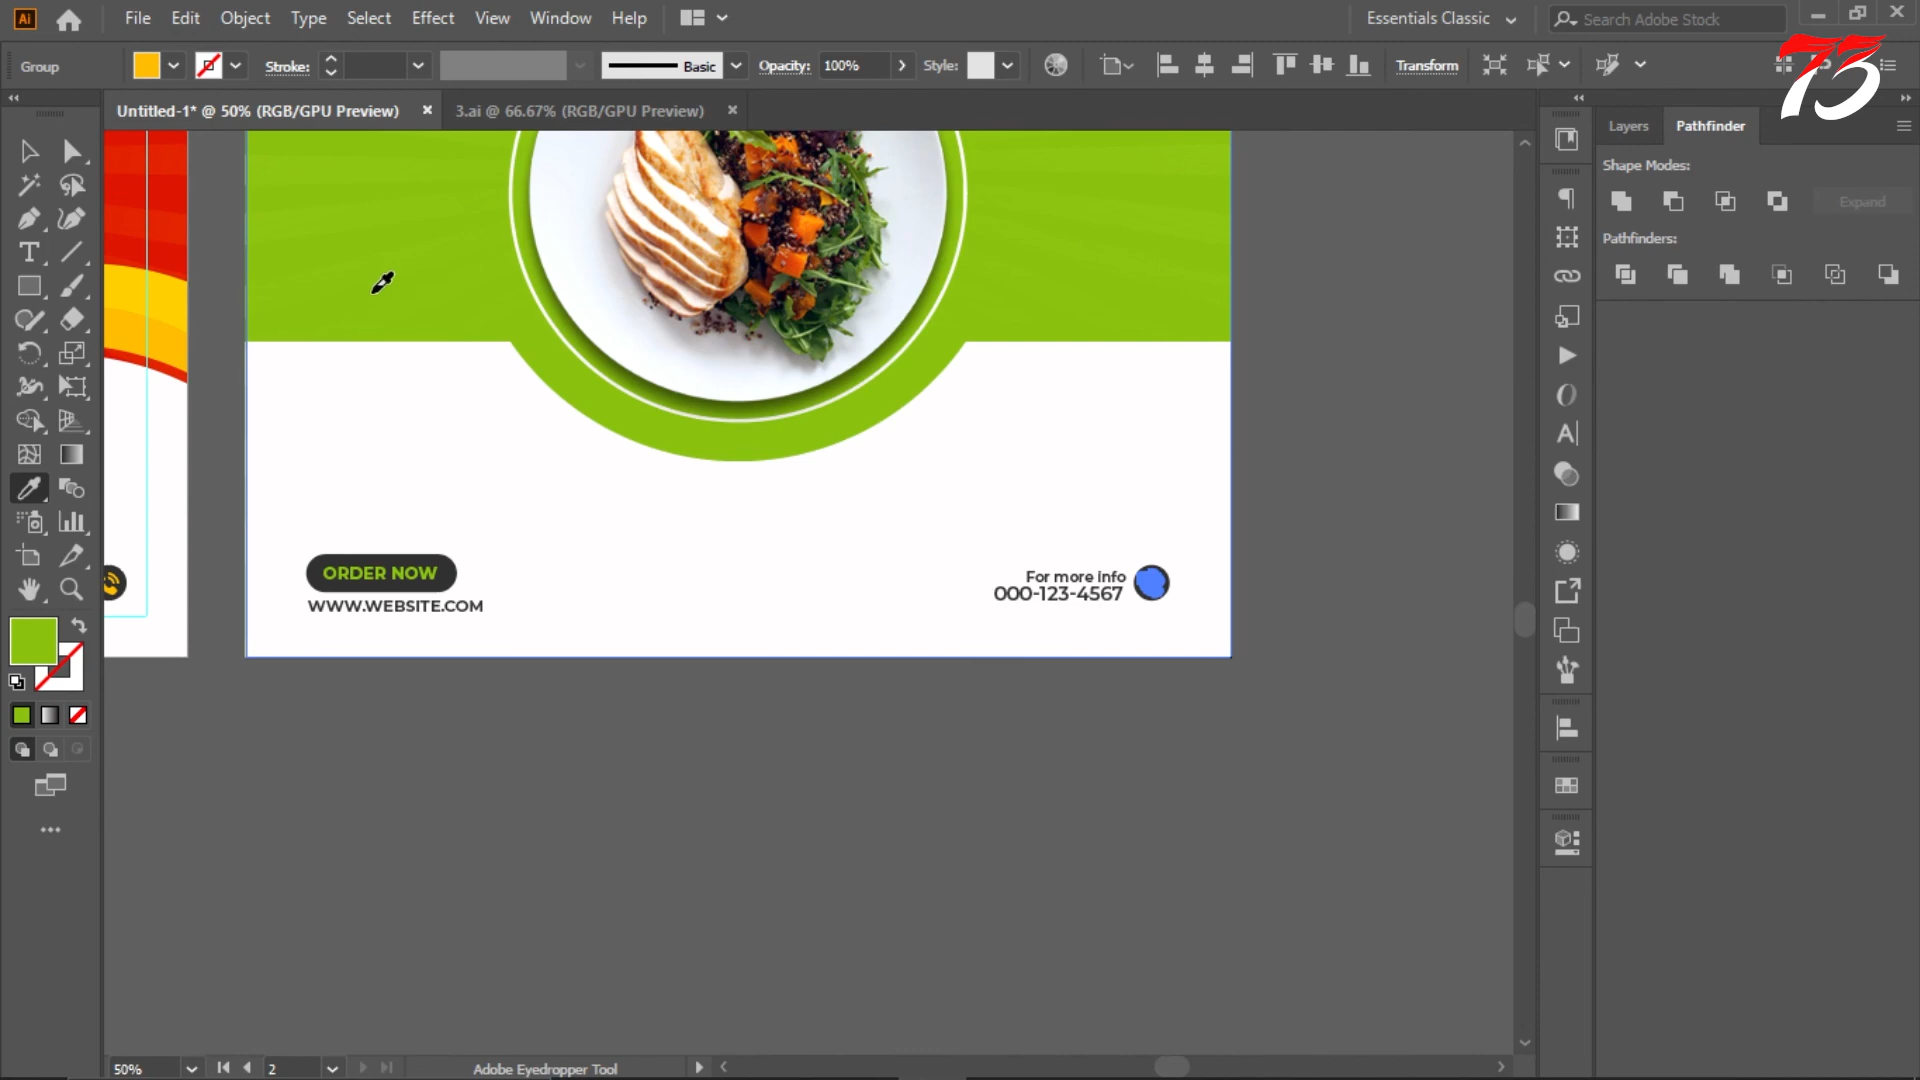 Ai File Edit Object Type Select Effect View Window Help Essentials Classic Search Adobe Stock
Group Stroke: Basic Opacity: 100% Style: Transform
73
Untitled-1* @ 50% (RGB/GPU Preview) × 3.ai @ 66.67% (RGB/GPU Preview) ×
Layers Pathfinder
Shape Modes:
Expand
Pathfinders:
ORDER NOW
WWW.WEBSITE.COM
For more info
000-123-4567
50% 2 Adobe Eyedropper Tool